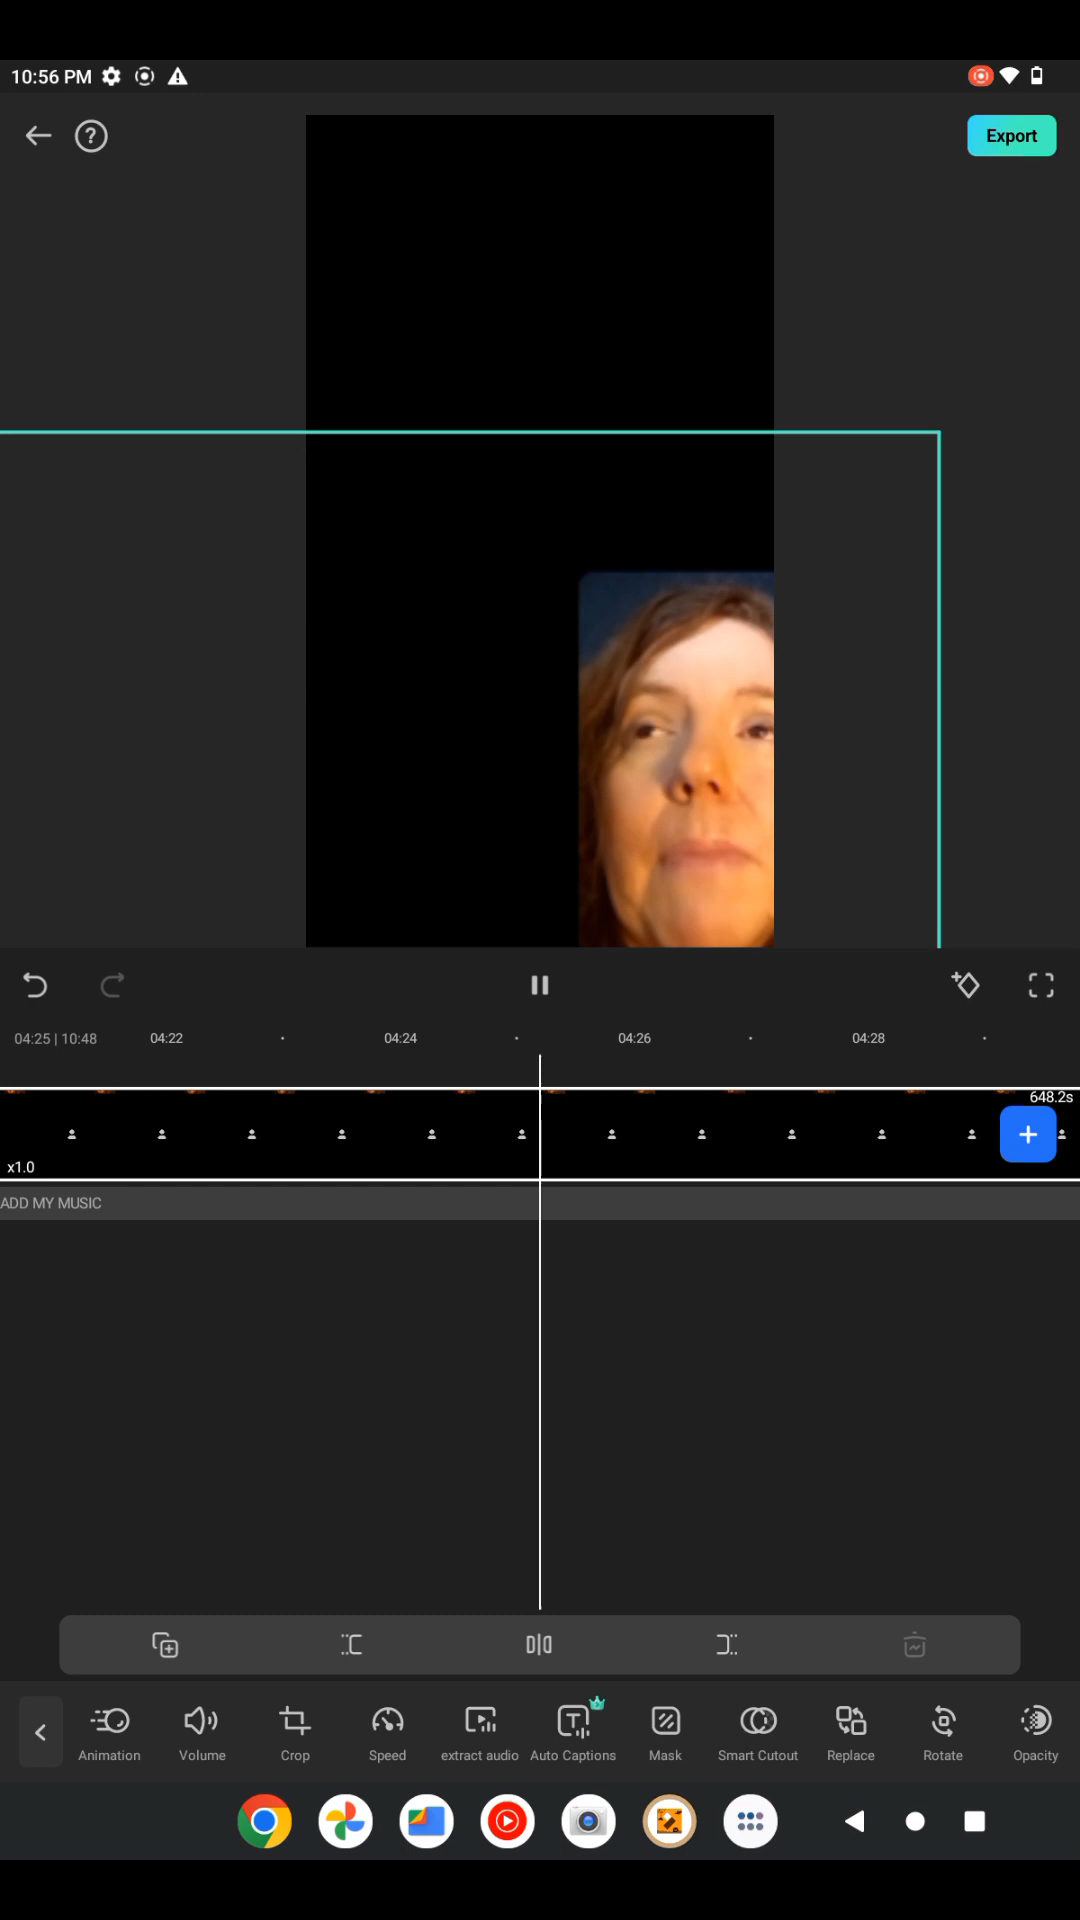 10:56 PM
?
Export
04:25 | 10:48 04:22 04:24 04:26 04:28
648.2s
x1.0
ADD MY MUSIC
Animation Volume Crop Speed extract audio Auto Captions Mask Smart Cutout Replace Rotate Opacity